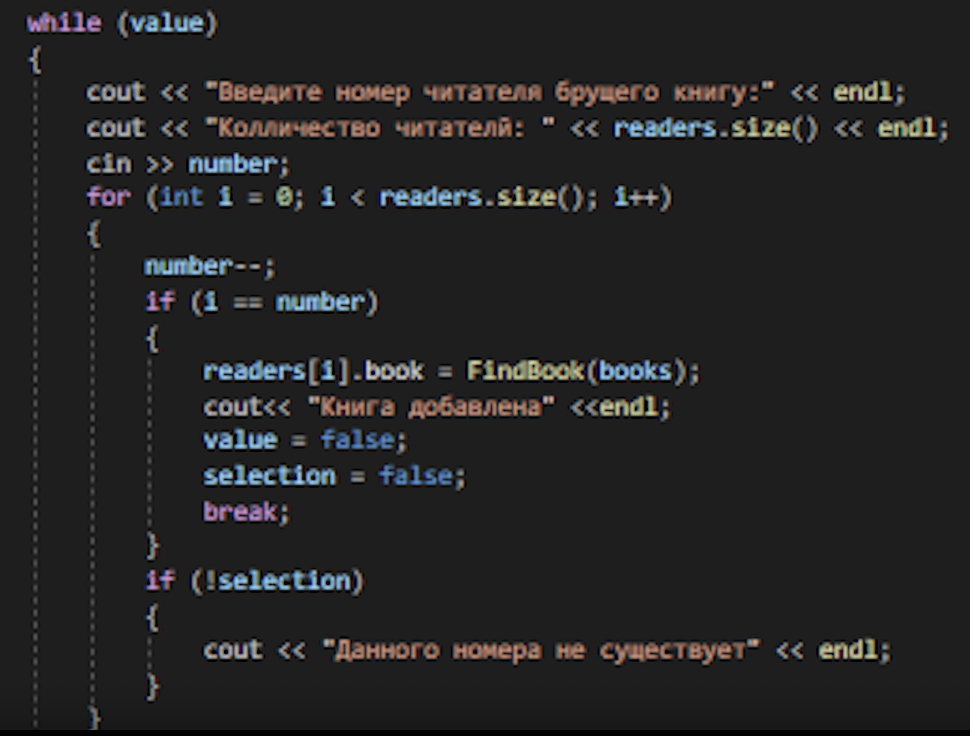 while (value)
{
cout << "Введите номер читателя брущего книгу:" << endl;
cout << "Колличество читателй: " << readers.size() << endl;
cin >> number;
for (int i = 0; i < readers.size(); i++)
{
number--;
if (i == number)
{
readers[i].book = FindBook(books);
cout<< "Книга добавлена" <<endl;
value = false;
selection = false;
break;
}
if (!selection)
{
cout << "Данного номера не существует" << endl;
}
}